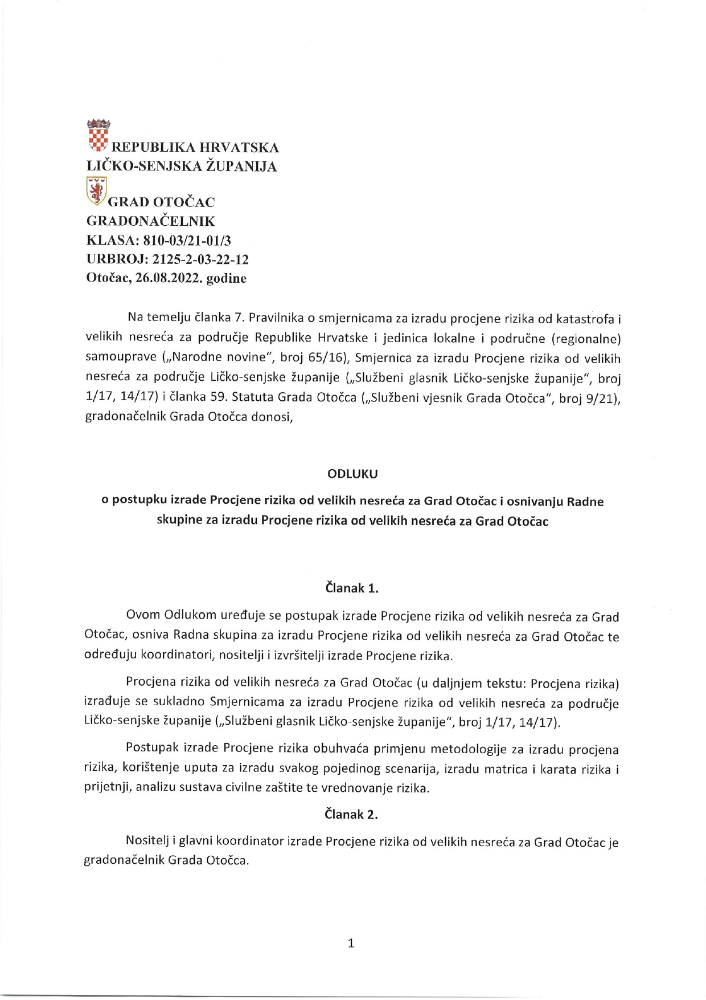 REPUBLIKA HRVATSKA
LIČKO-SENJSKA ŽUPANIJA
GRAD OTOČAC
GRADONAČELNIK
KLASA: 810-03/21-01/3
URBROJ: 2125-2-03-22-12
Otočac, 26.08.2022. godine
Na temelju članka 7. Pravilnika o smjernicama za izradu procjene rizika od katastrofa i
velikih nesreća za područje Republike Hrvatske i jedinica lokalne i područne (regionalne)
samouprave („Narodne novine“, broj 65/16), Smjernica za izradu Procjene rizika od velikih
nesreća za područje Ličko-senjske županije („Službeni glasnik Ličko-senjske županije“, broj
1/17, 14/17) i članka 59. Statuta Grada Otočca („Službeni vjesnik Grada Otočca“, broj 9/21),
gradonačelnik Grada Otočca donosi,
ODLUKU
o postupku izrade Procjene rizika od velikih nesreća za Grad Otočac i osnivanju Radne
skupine za izradu Procjene rizika od velikih nesreća za Grad Otočac
Članak 1.
Ovom Odlukom uređuje se postupak izrade Procjene rizika od velikih nesreća za Grad
Otočac, osniva Radna skupina za izradu Procjene rizika od velikih nesreća za Grad Otočac te
određuju koordinatori, nositelji i izvršitelji izrade Procjene rizika.
Procjena rizika od velikih nesreća za Grad Otočac (u daljnjem tekstu: Procjena rizika)
izrađuje se sukladno Smjernicama za izradu Procjene rizika od velikih nesreća za područje
Ličko-senjske županije („Službeni glasnik Ličko-senjske županije“, broj 1/17, 14/17).
Postupak izrade Procjene rizika obuhvaća primjenu metodologije za izradu procjena
rizika, korištenje uputa za izradu svakog pojedinog scenarija, izradu matrica i karata rizika i
prijetnji, analizu sustava civilne zaštite te vrednovanje rizika.
Članak 2.
Nositelj i glavni koordinator izrade Procjene rizika od velikih nesreća za Grad Otočac je
gradonačelnik Grada Otočca.
1